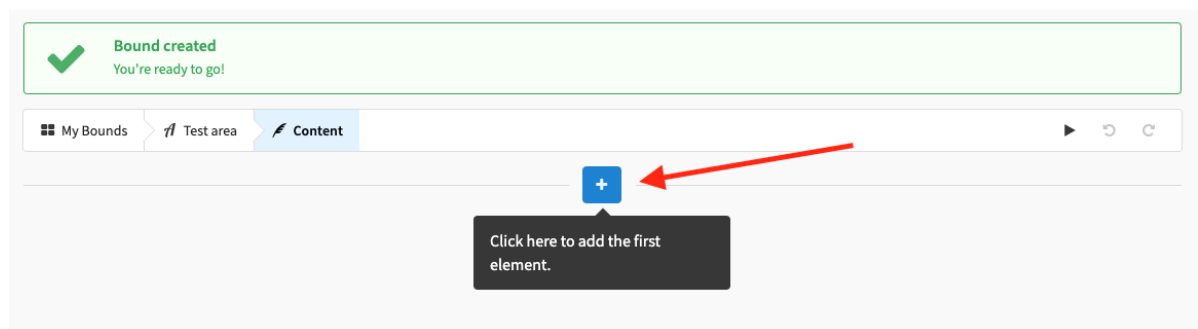 Bound created
You're ready to go!
My Bounds
Test area
Content
Click here to add the first
element.